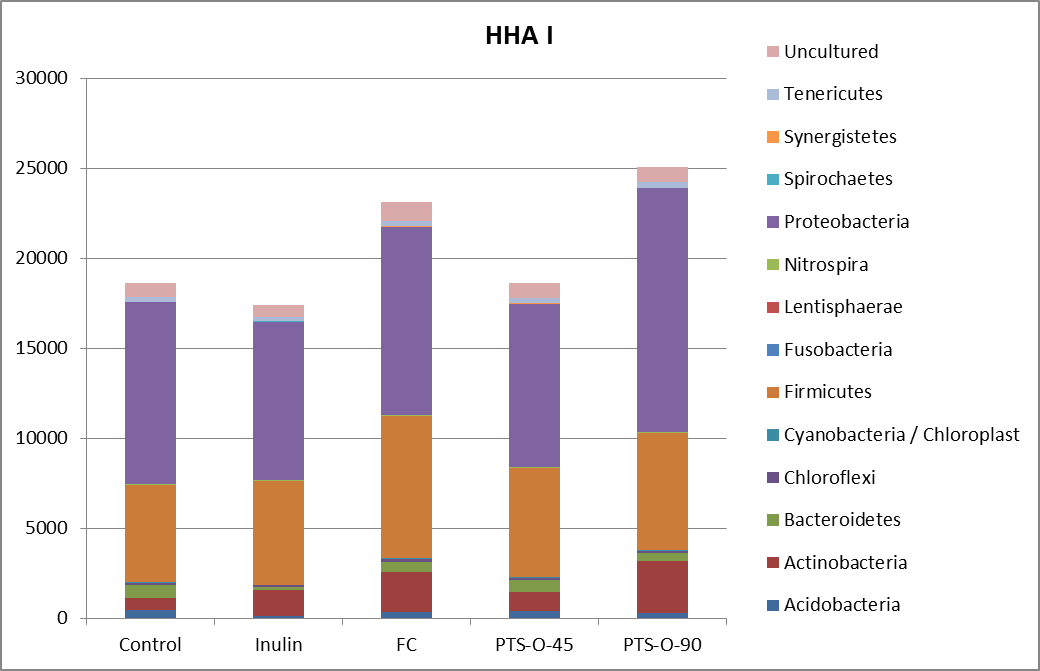 HHA I
30000
25000
20000
15000
10000
5000
0
Control
Inulin
FC
PTS-O-45
PTS-O-90
Uncultured
Tenericutes
Synergistetes
Spirochaetes
Proteobacteria
Nitrospira
Lentisphaerae
Fusobacteria
Firmicutes
Cyanobacteria / Chloroplast
Chloroflexi
Bacteroidetes
Actinobacteria
Acidobacteria